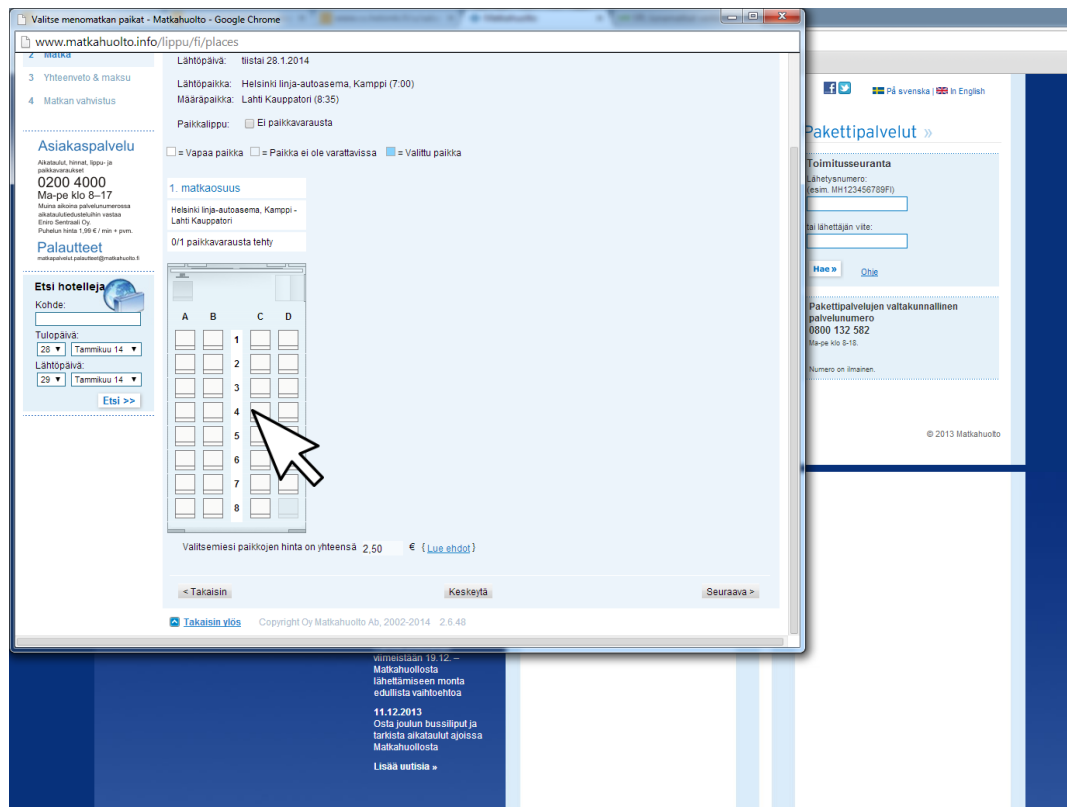 Valitse menomatkan paikat - Matkahuolto - Google Chrome
www.matkahuolto.info/lippu/fi/places
2 Matka
3 Yhteenveto & maksu
4 Matkan vahvistus
Asiakaspalvelu
Aikataulut, hinnat, lippu- ja
paikkavaraukset
0200 4000
Ma-pe klo 8–17
Muina aikoina palvelunumerossa
aikataulutiedusteluihin vastaa
Eniro Sentraali Oy.
Puhelun hinta 1,99 € / min + pvm.
Palautteet
matkapalvelut.palautteet@matkahuolto.fi
Etsi hotelleja
Kohde:
Tulopäivä:
28 Tammikuu 14
Lähtöpäivä:
29 Tammikuu 14
Etsi >>
Lähtöpäivä: tiistai 28.1.2014
Lähtöpaikka: Helsinki linja-autoasema, Kamppi (7:00)
Määräpaikka: Lahti Kauppatori (8:35)
Paikkalippu: Ei paikkavarausta
= Vapaa paikka = Paikka ei ole varattavissa = Valittu paikka
1. matkaosuus
Helsinki linja-autoasema, Kamppi -
Lahti Kauppatori
0/1 paikkavarausta tehty
A B C D
1
2
3
4
5
6
7
8
Valitsemiesi paikkojen hinta on yhteensä 2,50 € { Lue ehdot }
< Takaisin Keskeytä Seuraava >
Takaisin ylös Copyright Oy Matkahuolto Ab, 2002-2014 2.6.48
På svenska | In English
Pakettipalvelut »
Toimitusseuranta
Lähetysnumero:
(esim. MH123456789FI)
tai lähettäjän viite:
Hae » Ohje
Pakettipalvelujen valtakunnallinen
palvelunumero
0800 132 582
Ma-pe klo 8-18.
Numero on ilmainen.
© 2013 Matkahuolto
viimeistään 19.12. –
Matkahuollosta
lähettämiseen monta
edullista vaihtoehtoa
11.12.2013
Osta joulun bussiliput ja
tarkista aikataulut ajoissa
Matkahuollosta
Lisää uutisia »